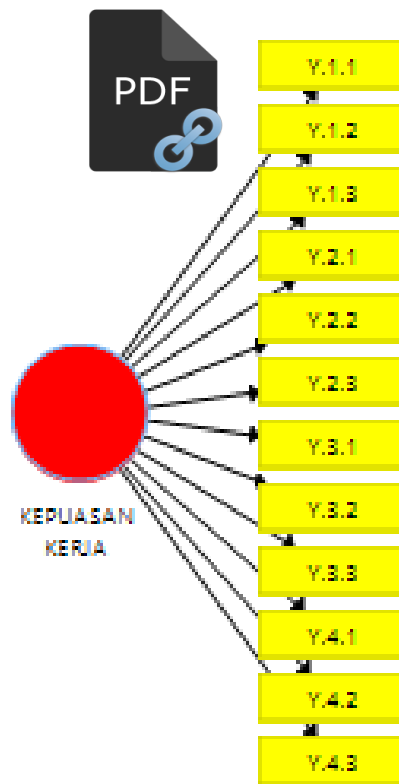 PDF
Y.1.1
Y.1.2
Y.1.3
Y.2.1
Y.2.2
Y.2.3
Y.3.1
Y.3.2
Y.3.3
Y.4.1
Y.4.2
Y.4.3
KEPUASAN
KERJA